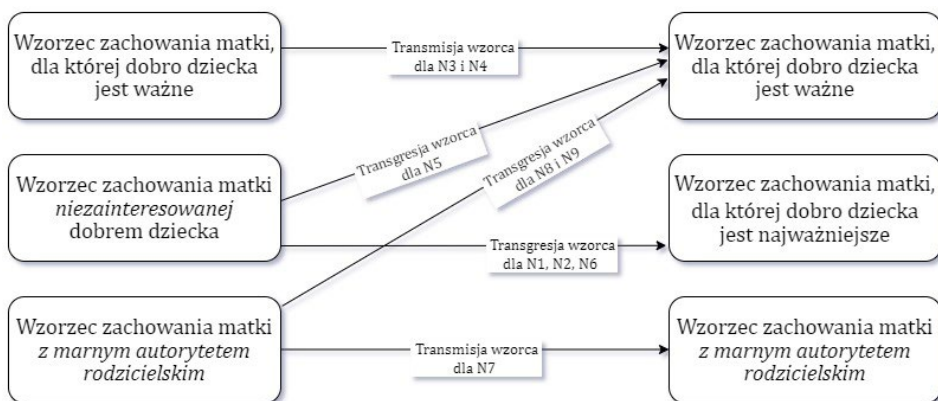 Wzorzec zachowania matki,
dla której dobro dziecka
jest ważne
Transmisja wzorca
dla N3 i N4
Wzorzec zachowania matki,
dla której dobro dziecka
jest ważne
Transgresja wzorca
dla N5
Transgresja wzorca
dla N8 i N9
Wzorzec zachowania matki
niezainteresowanej
dobrem dziecka
Wzorzec zachowania matki,
dla której dobro dziecka
jest najważniejsze
Transgresja wzorca
dla N1, N2, N6
Wzorzec zachowania matki
z marnym autorytetem
rodzicielskim
Transmisja wzorca
dla N7
Wzorzec zachowania matki
z marnym autorytetem
rodzicielskim